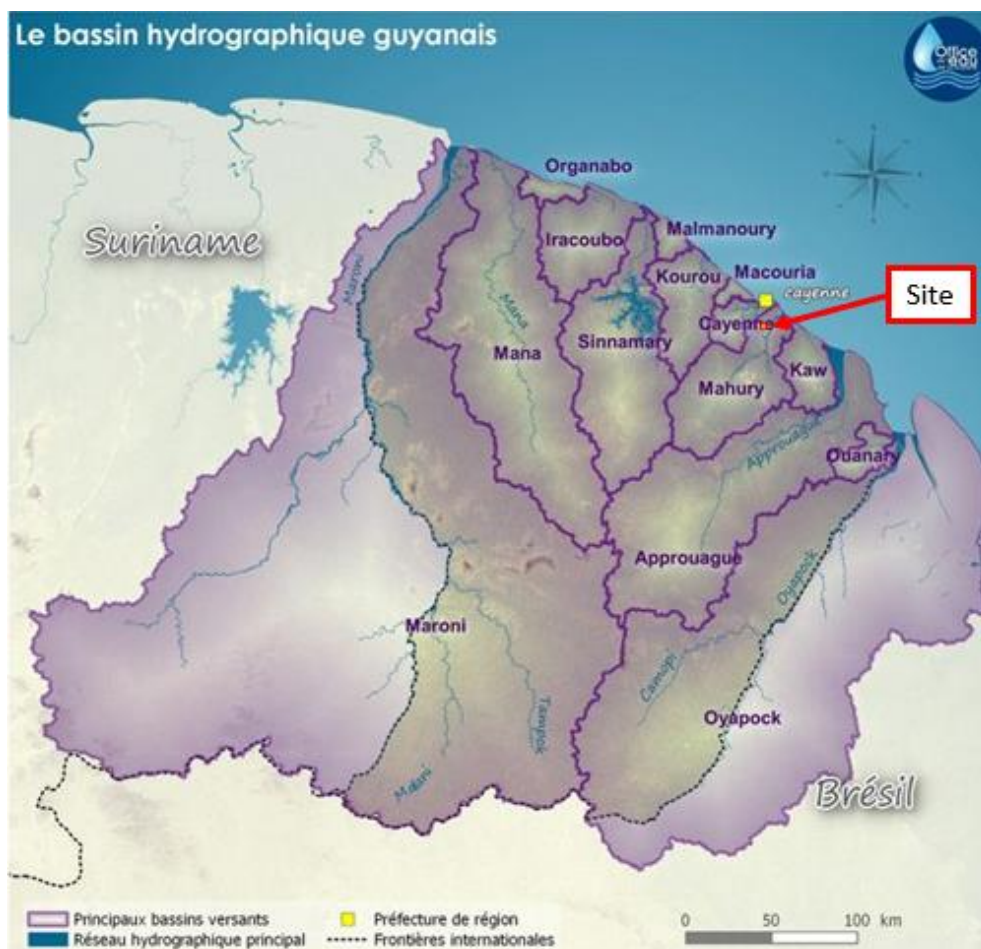 Le bassin hydrographique guyanais
Office
de l'eau
Suriname
Organabo
Iracoubo
Malmanoury
Kourou
Macouria
cayenne
Site
Cayenne
Maroni
Mana
Mana
Sinnamary
Mahury
Kaw
Approuague
Ouanary
Approuague
Oyapock
Maroni
Camopi
Tampok
Oyapock
Malani
Brésil
Principaux bassins versants
Préfecture de région
0 50 100 km
Réseau hydrographique principal
Frontières internationales